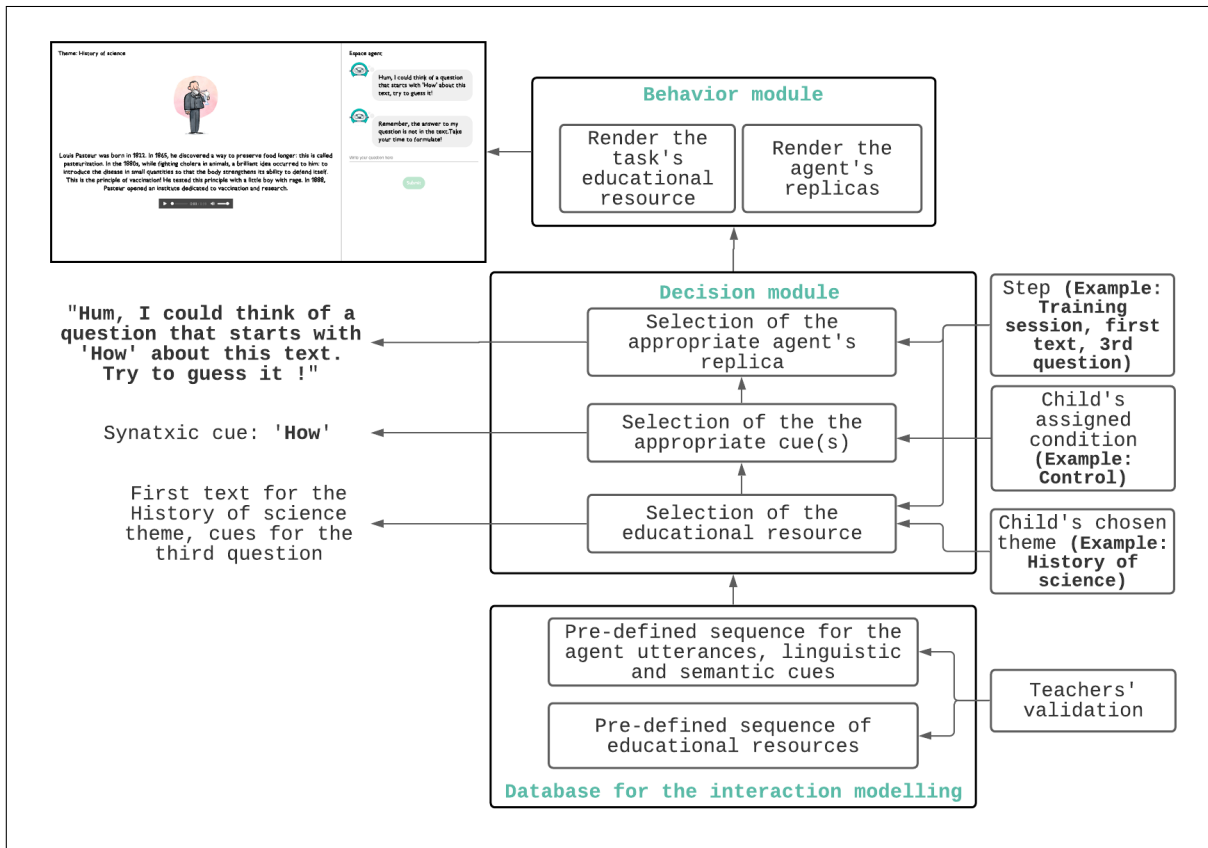 Theme: History of science
Louis Pasteur was born in 1822. In 1865, he discovered a way to preserve food longer: this is called
pasteurization. In the 1880s, while fighting cholera in animals, a brilliant idea occurred to him: to
introduce the disease in small quantities so that the body strengthens its ability to defend itself.
This is the principle of vaccination! He tested this principle with a little boy with rage. In 1888,
Pasteur opened an institute dedicated to vaccination and research.
Espace agent
Hum, I could think of a question
that starts with 'How' about this
text, try to guess it!
Remember, the answer to my
question is not in the text.Take
your time to formulate!
Write your question here
Submit
Behavior module
Render the
task's
educational
resource
Render the
agent's
replicas
Decision module
Selection of the
appropriate agent's
replica
Selection of the the
appropriate cue(s)
Selection of the
educational resource
"Hum, I could think of a
question that starts with
'How' about this text.
Try to guess it !"
Synatxic cue: 'How'
First text for the
History of science
theme, cues for the
third question
Step (Example:
Training
session, first
text, 3rd
question)
Child's
assigned
condition
(Example:
Control)
Child's chosen
theme (Example:
History of
science)
Pre-defined sequence for the
agent utterances, linguistic
and semantic cues
Pre-defined sequence of
educational resources
Database for the interaction modelling
Teachers'
validation